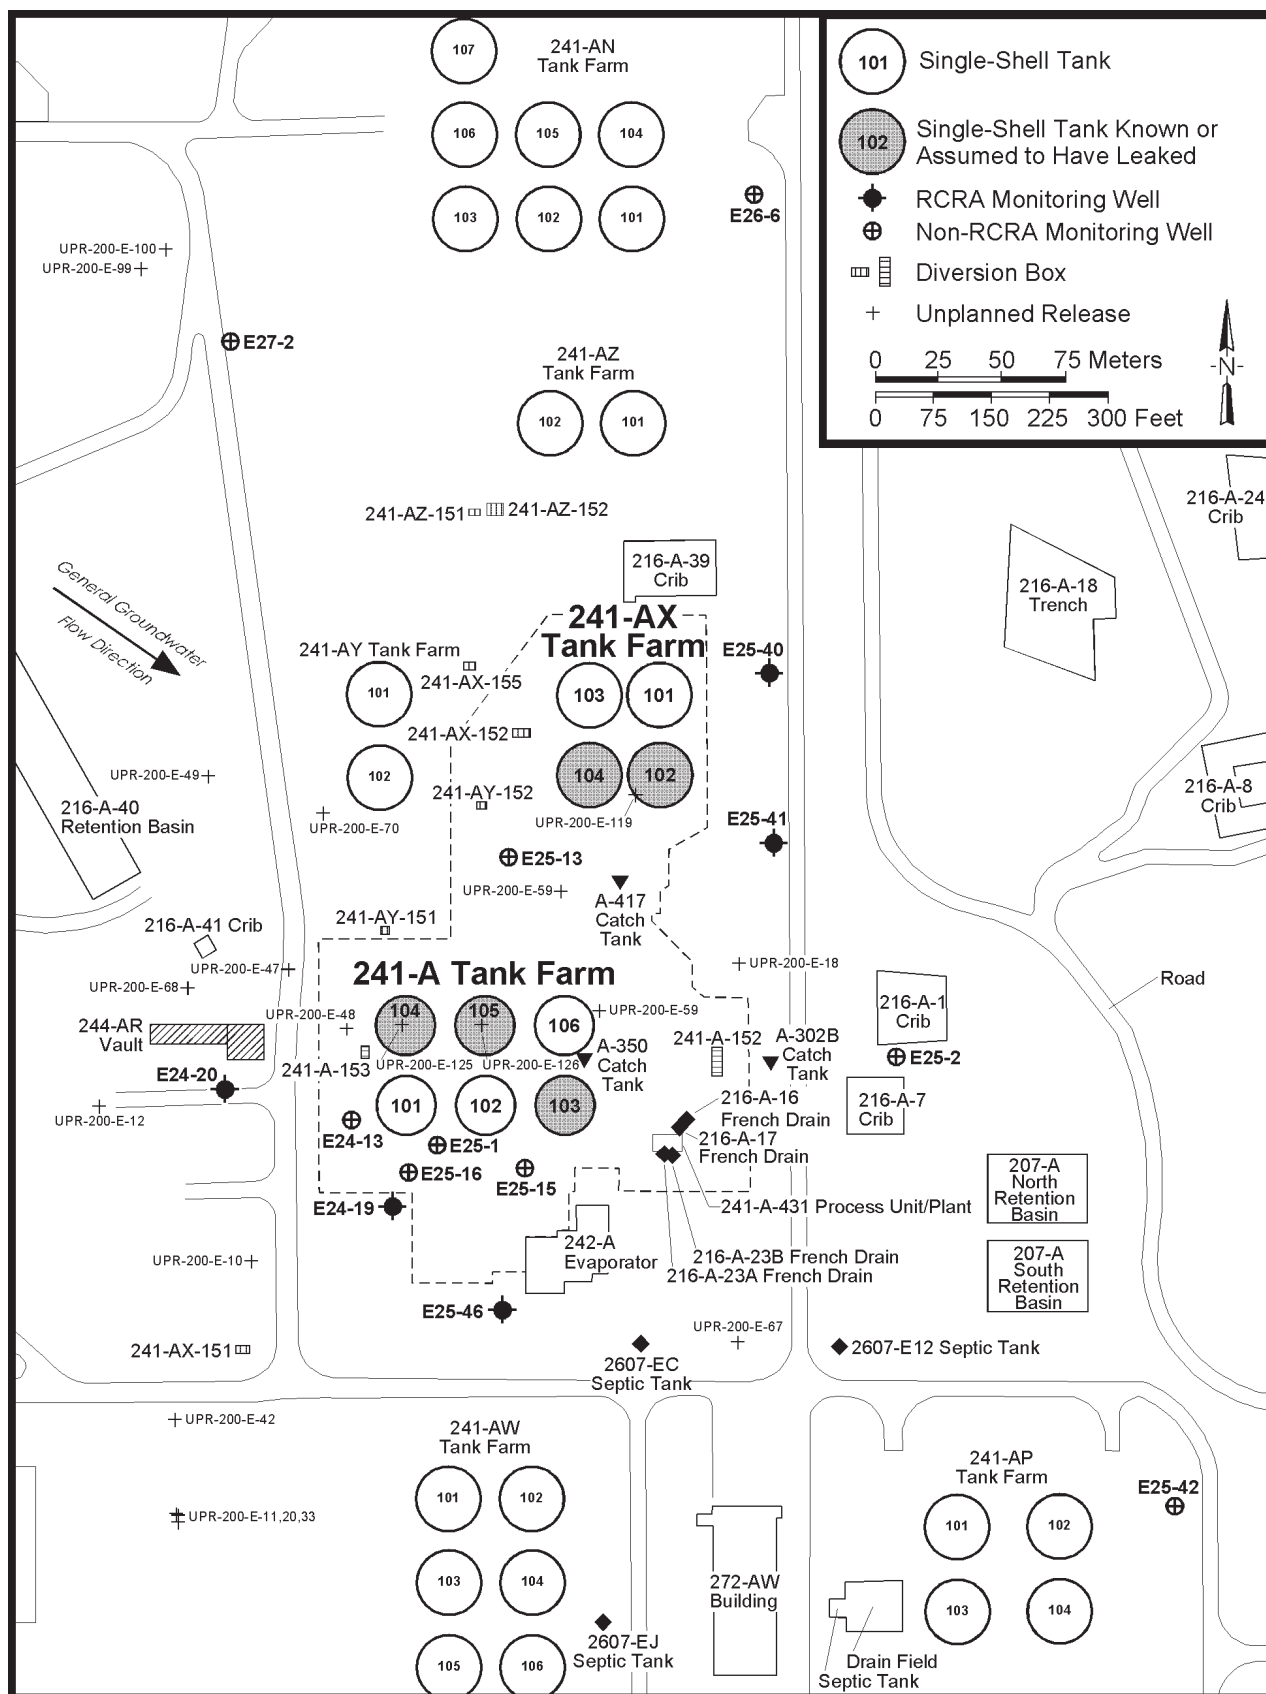 107
241-AN
Tank Farm
106
105
104
103
102
101
E26-6
101
Single-Shell Tank
102
Single-Shell Tank Known or
Assumed to Have Leaked
RCRA Monitoring Well
Non-RCRA Monitoring Well
Diversion Box
Unplanned Release
0 25 50 75 Meters
0 75 150 225 300 Feet
-N-
UPR-200-E-100
UPR-200-E-99
E27-2
241-AZ
Tank Farm
102
101
241-AZ-151
241-AZ-152
216-A-24
Crib
216-A-39
Crib
216-A-18
Trench
General Groundwater
Flow Direction
241-AX
Tank Farm
241-AY Tank Farm
E25-40
101
241-AX-155
103
101
241-AX-152
102
104
102
UPR-200-E-49
241-AY-152
216-A-8
Crib
216-A-40
Retention Basin
UPR-200-E-70
UPR-200-E-119
E25-41
E25-13
UPR-200-E-59
A-417
Catch
Tank
241-AY-151
216-A-41 Crib
UPR-200-E-47
241-A Tank Farm
UPR-200-E-18
Road
UPR-200-E-68
104
105
106
UPR-200-E-59
UPR-200-E-48
216-A-1
Crib
244-AR
Vault
241-A-152
A-302B
Catch
Tank
A-350
Catch
Tank
E25-2
241-A-153
UPR-200-E-125
UPR-200-E-126
E24-20
101
102
103
216-A-16
French Drain
216-A-7
Crib
UPR-200-E-12
E24-13
E25-1
216-A-17
French Drain
E25-16
E25-15
207-A
North
Retention
Basin
E24-19
241-A-431 Process Unit/Plant
242-A
Evaporator
216-A-23B French Drain
216-A-23A French Drain
207-A
South
Retention
Basin
UPR-200-E-10
E25-46
UPR-200-E-67
241-AX-151
2607-EC
Septic Tank
2607-E12 Septic Tank
UPR-200-E-42
241-AW
Tank Farm
241-AP
Tank Farm
E25-42
101
102
101
102
UPR-200-E-11,20,33
103
104
272-AW
Building
103
104
2607-EJ
Septic Tank
105
106
Drain Field
Septic Tank